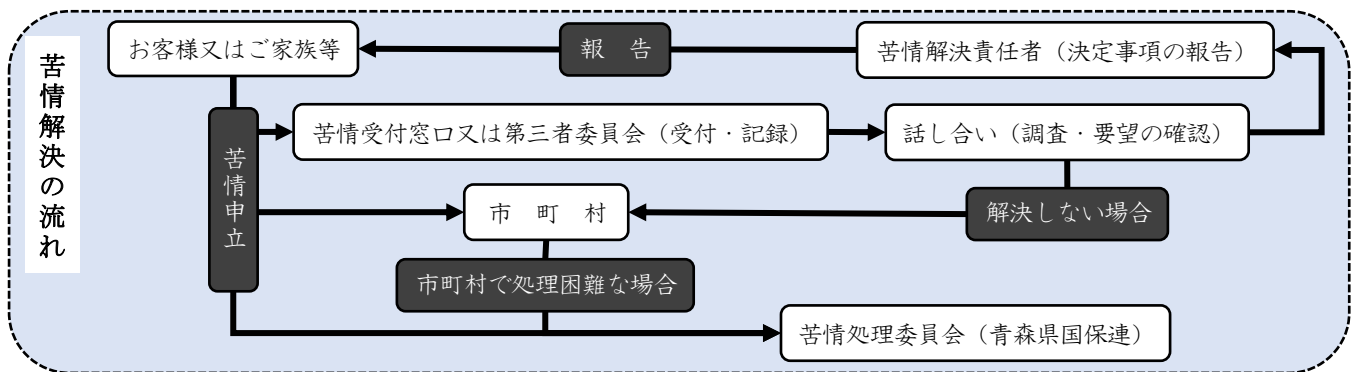 苦情解決の流れ
お客様又はご家族等
報　告
苦情解決責任者（決定事項の報告）
苦情申立
苦情受付窓口又は第三者委員会（受付・記録）
話し合い（調査・要望の確認）
市　町　村
解決しない場合
市町村で処理困難な場合
苦情処理委員会（青森県国保連）